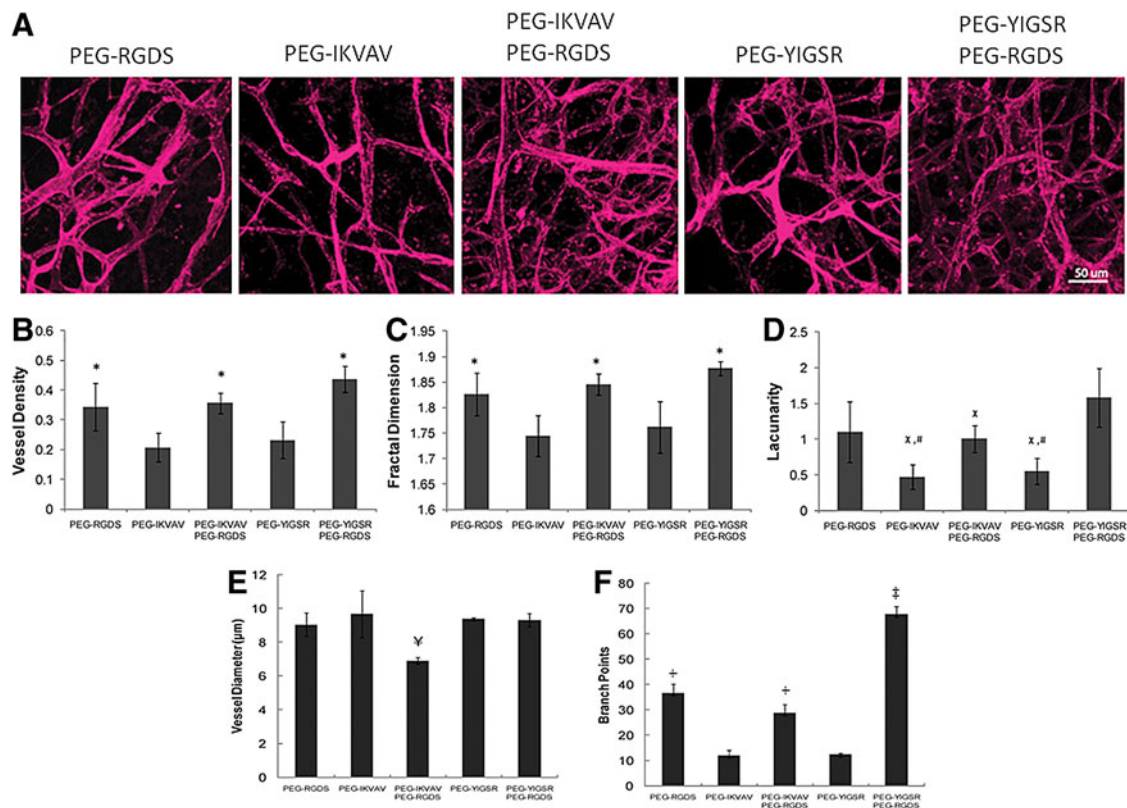 A
PEG-RGDS
PEG-IKVAV
PEG-IKVAV
PEG-RGDS
PEG-YIGSR
PEG-YIGSR
PEG-RGDS
50 um
B
Vessel Density
0.6
0.5
0.4
0.3
0.2
0.1
0
*
*
*
PEG-RGDS
PEG-IKVAV
PEG-IKVAV
PEG-RGDS
PEG-YIGSR
PEG-YIGSR
PEG-RGDS
C
Fractal Dimension
1.95
1.9
1.85
1.8
1.75
1.7
1.65
1.6
*
*
*
PEG-RGDS
PEG-IKVAV
PEG-IKVAV
PEG-RGDS
PEG-YIGSR
PEG-YIGSR
PEG-RGDS
D
Lacunarity
2.5
2
1.5
1
0.5
0
χ,#
χ
χ,#
PEG-RGDS
PEG-IKVAV
PEG-IKVAV
PEG-RGDS
PEG-YIGSR
PEG-YIGSR
PEG-RGDS
E
Vessel Diameter (µm)
12
10
8
6
4
2
0
¥
PEG-RGDS
PEG-IKVAV
PEG-IKVAV
PEG-RGDS
PEG-YIGSR
PEG-YIGSR
PEG-RGDS
F
Branch Points
80
70
60
50
40
30
20
10
0
÷
÷
‡
PEG-RGDS
PEG-IKVAV
PEG-IKVAV
PEG-RGDS
PEG-YIGSR
PEG-YIGSR
PEG-RGDS